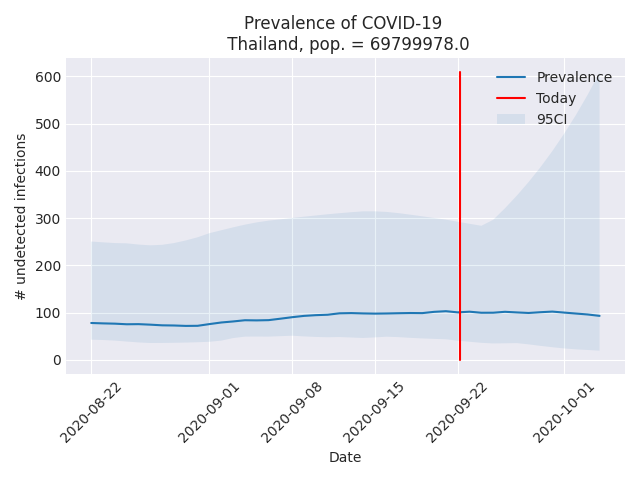 Prevalence of COVID-19
Thailand, pop. = 69799978.0
Prevalence
Today
95CI
# undetected infections
600
500
400
300
200
100
0
2020-08-22
2020-09-01
2020-09-08
2020-09-15
2020-09-22
2020-10-01
Date